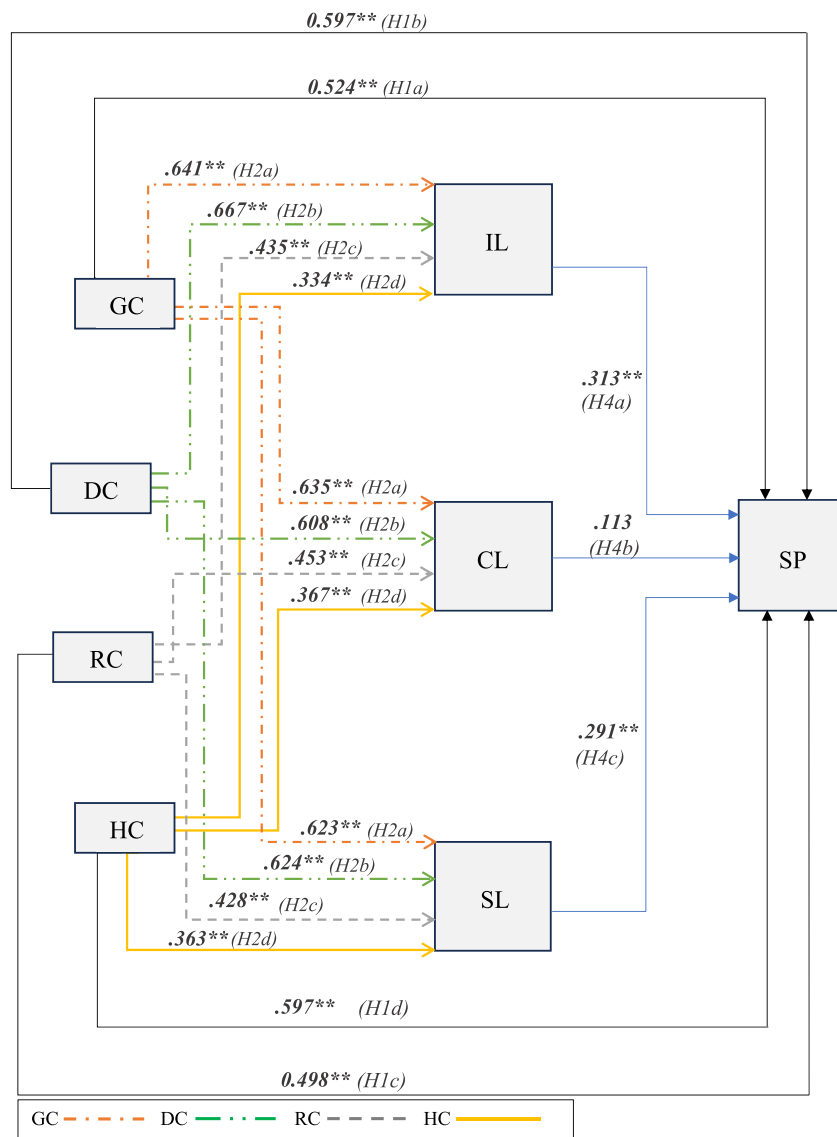 0.597** (H1b)
0.524** (H1a)
.641** (H2a)
.667** (H2b)
.435** (H2c)
.334** (H2d)
IL
GC
.313**
(H4a)
DC
.635** (H2a)
.608** (H2b)
.453** (H2c)
.367** (H2d)
CL
.113
(H4b)
SP
RC
.291**
(H4c)
HC
.623** (H2a)
.624** (H2b)
.428** (H2c)
.363** (H2d)
SL
.597** (H1d)
0.498** (H1c)
GC DC RC HC